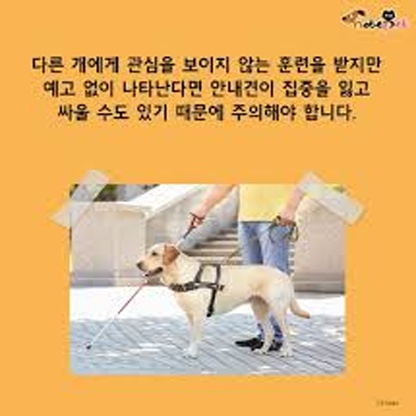 다른 개에게 관심을 보이지 않는 훈련을 받지만
예고 없이 나타난다면 안내견이 집중을 잃고
싸울 수도 있기 때문에 주의해야 합니다.